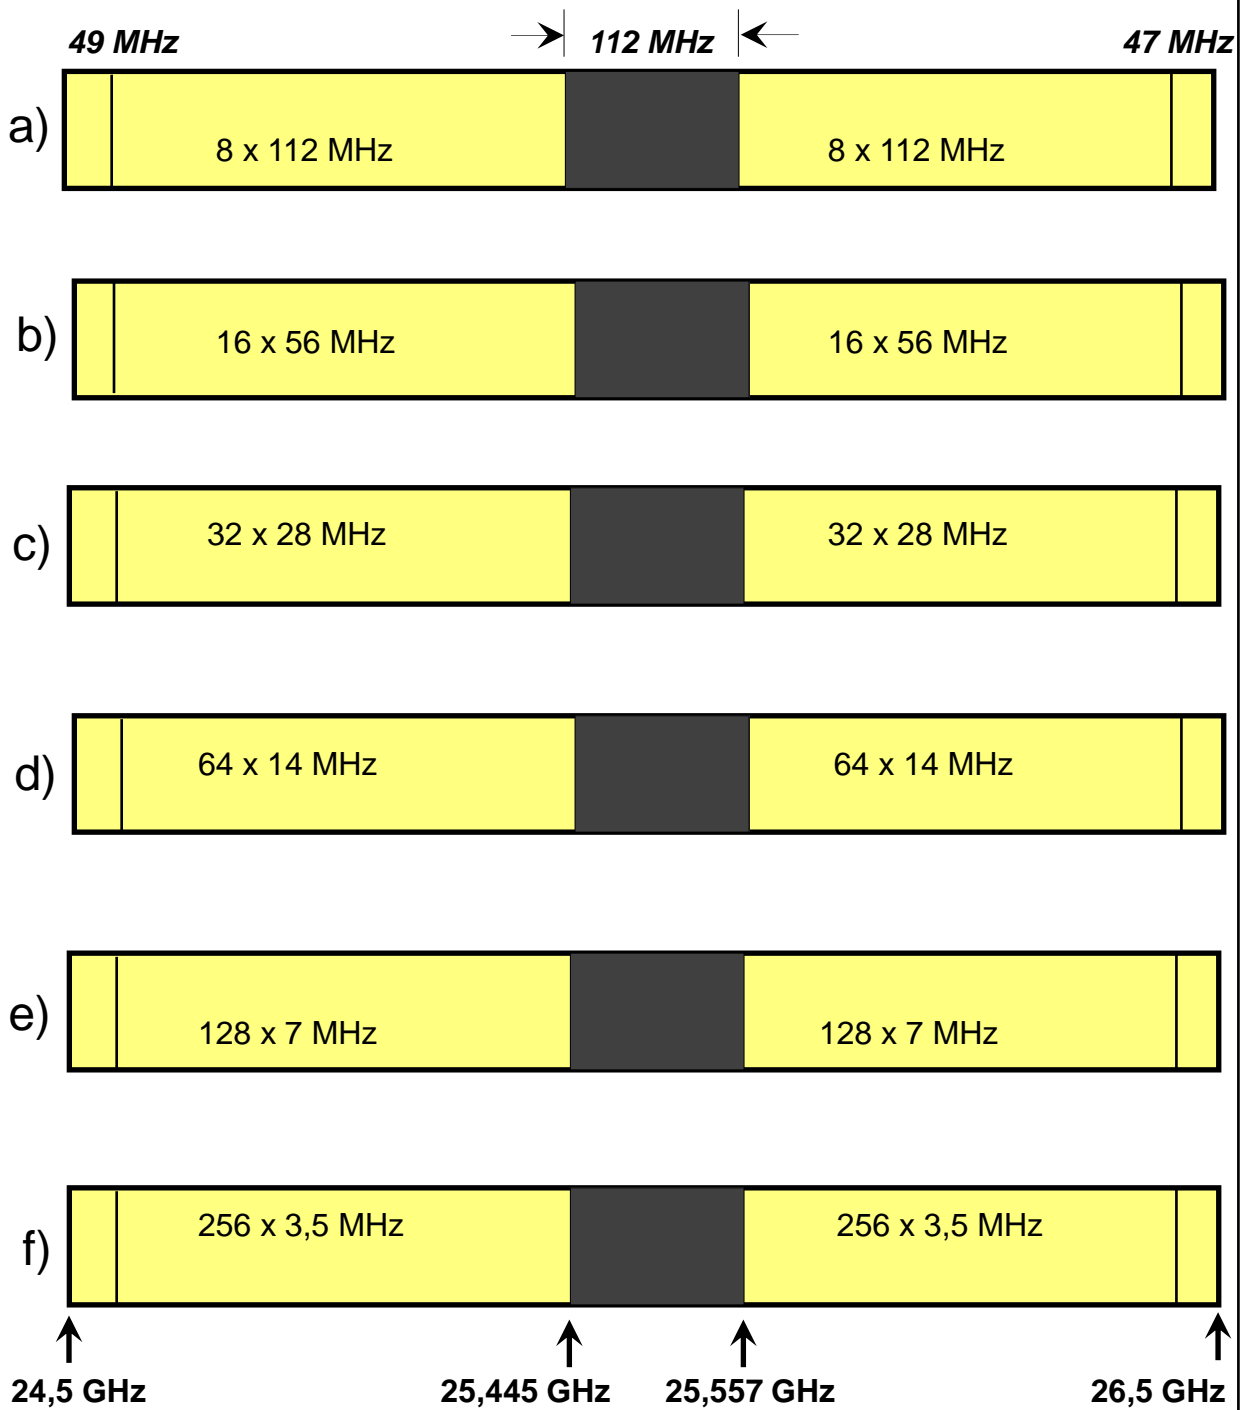 49 MHz 112 MHz 47 MHz
a) 8 x 112 MHz 8 x 112 MHz
b) 16 x 56 MHz 16 x 56 MHz
c) 32 x 28 MHz 32 x 28 MHz
d) 64 x 14 MHz 64 x 14 MHz
e) 128 x 7 MHz 128 x 7 MHz
f) 256 x 3,5 MHz 256 x 3,5 MHz
24,5 GHz 25,445 GHz 25,557 GHz 26,5 GHz